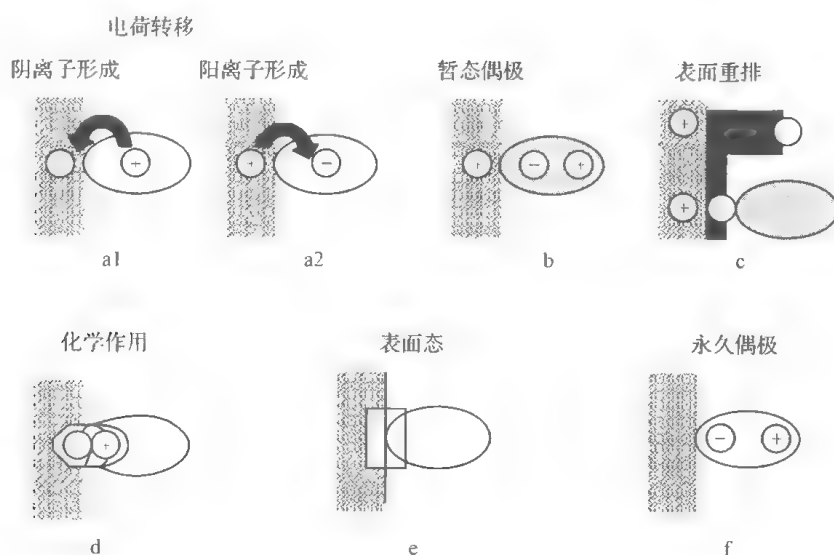 电荷转移
阴离子形成 阳离子形成 暂态偶极 表面重排
+ + − + − + +
+
a1 a2 b c
化学作用 表面态 永久偶极
+ − +
d e f